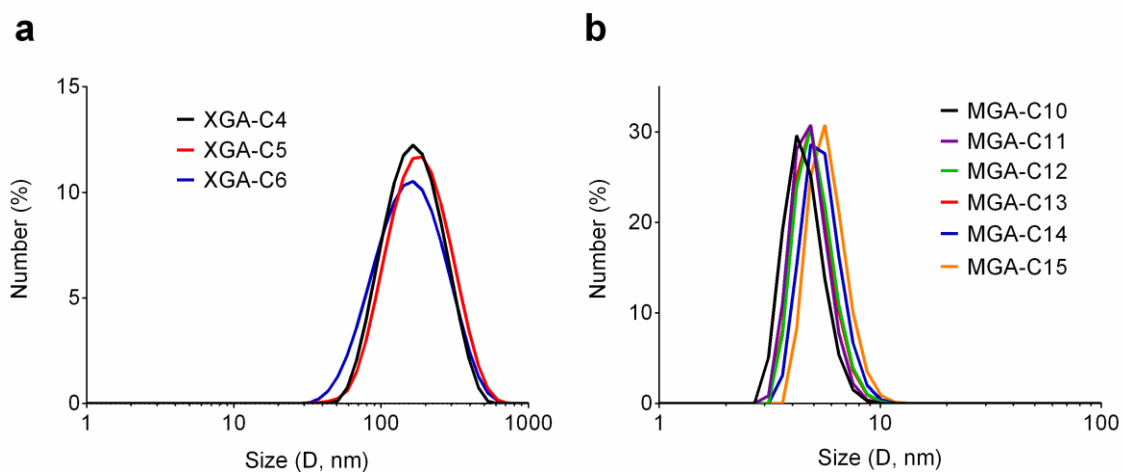 a
15
10
5
0
Number (%)
XGA-C4
XGA-C5
XGA-C6
1
10
100
1000
Size (D, nm)
b
30
20
10
0
Number (%)
MGA-C10
MGA-C11
MGA-C12
MGA-C13
MGA-C14
MGA-C15
1
10
100
Size (D, nm)